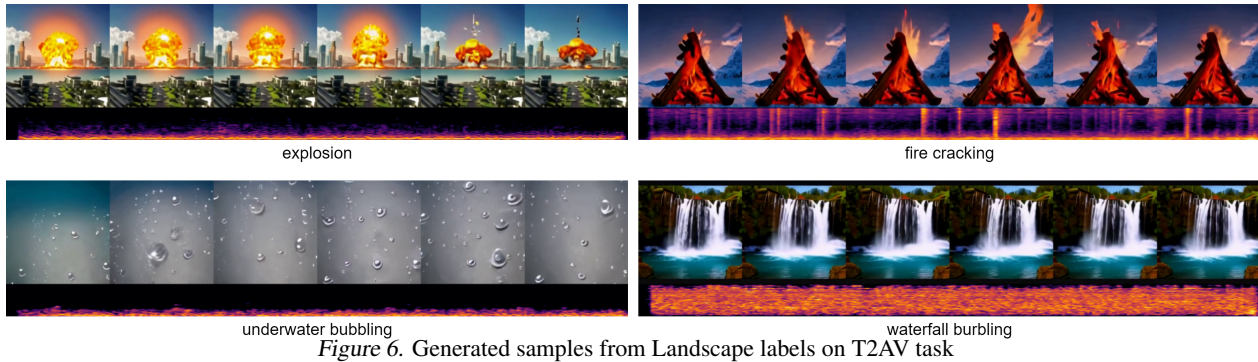 explosion
fire cracking
underwater bubbling
waterfall burbling
Figure 6. Generated samples from Landscape labels on T2AV task